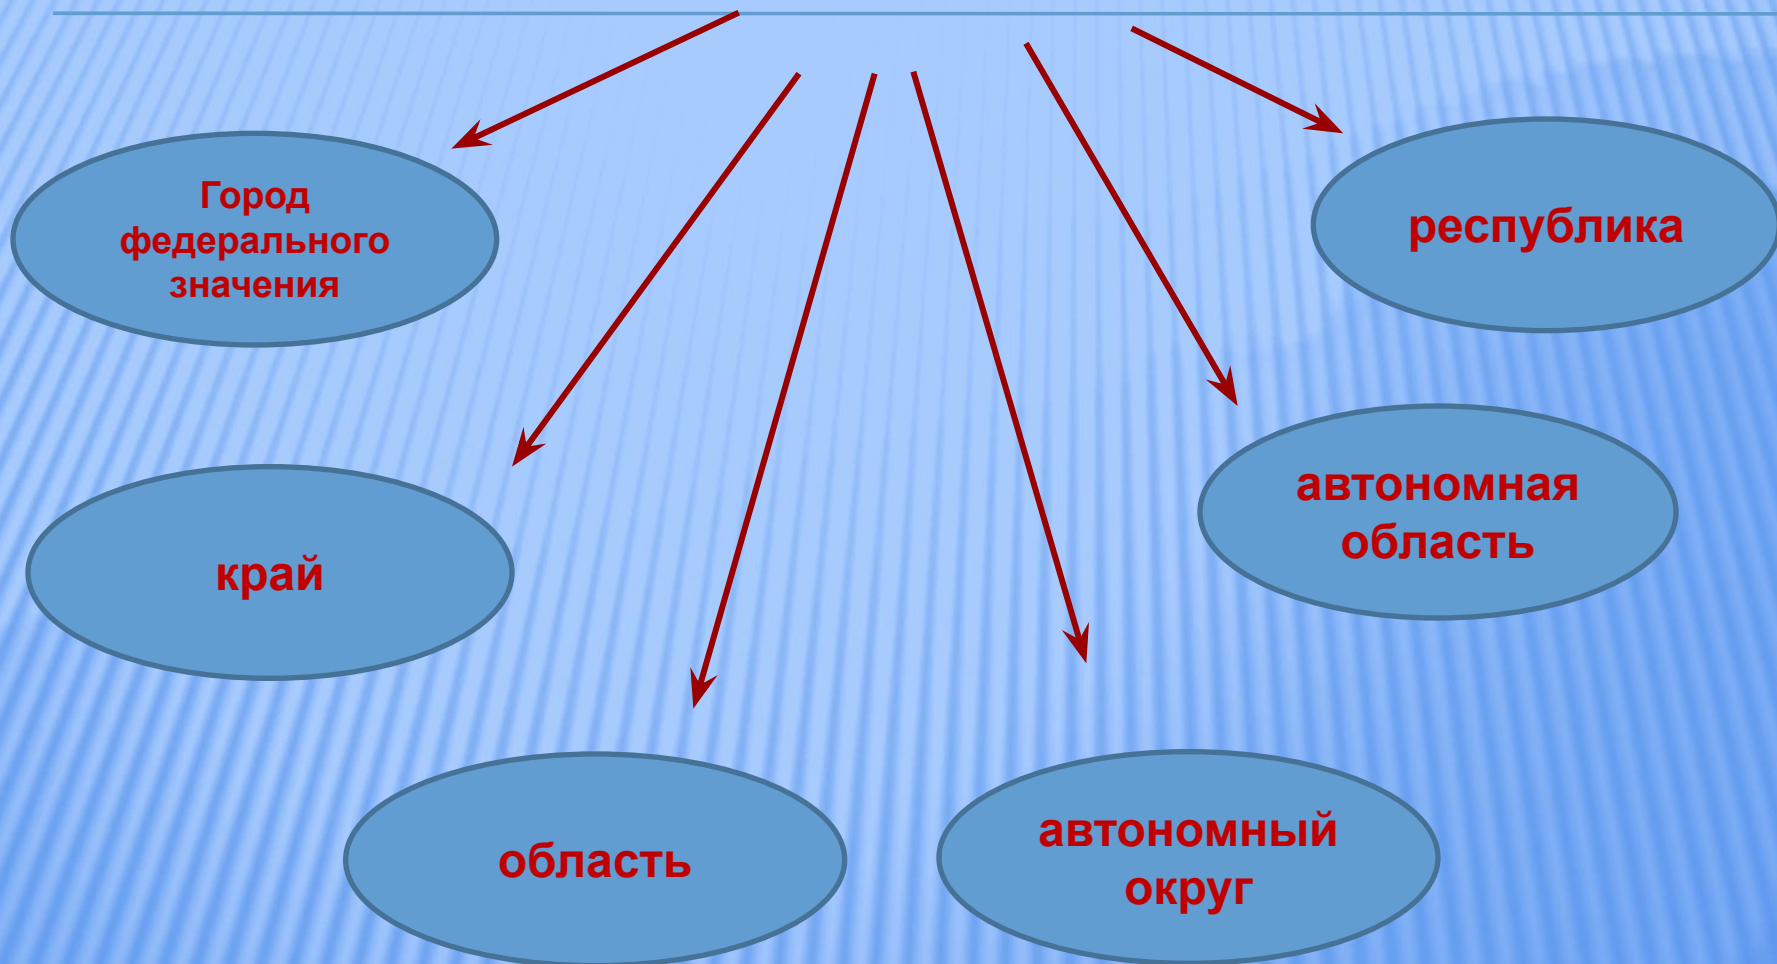 Город
федерального
значения
республика
край
автономная
область
область
автономный
округ